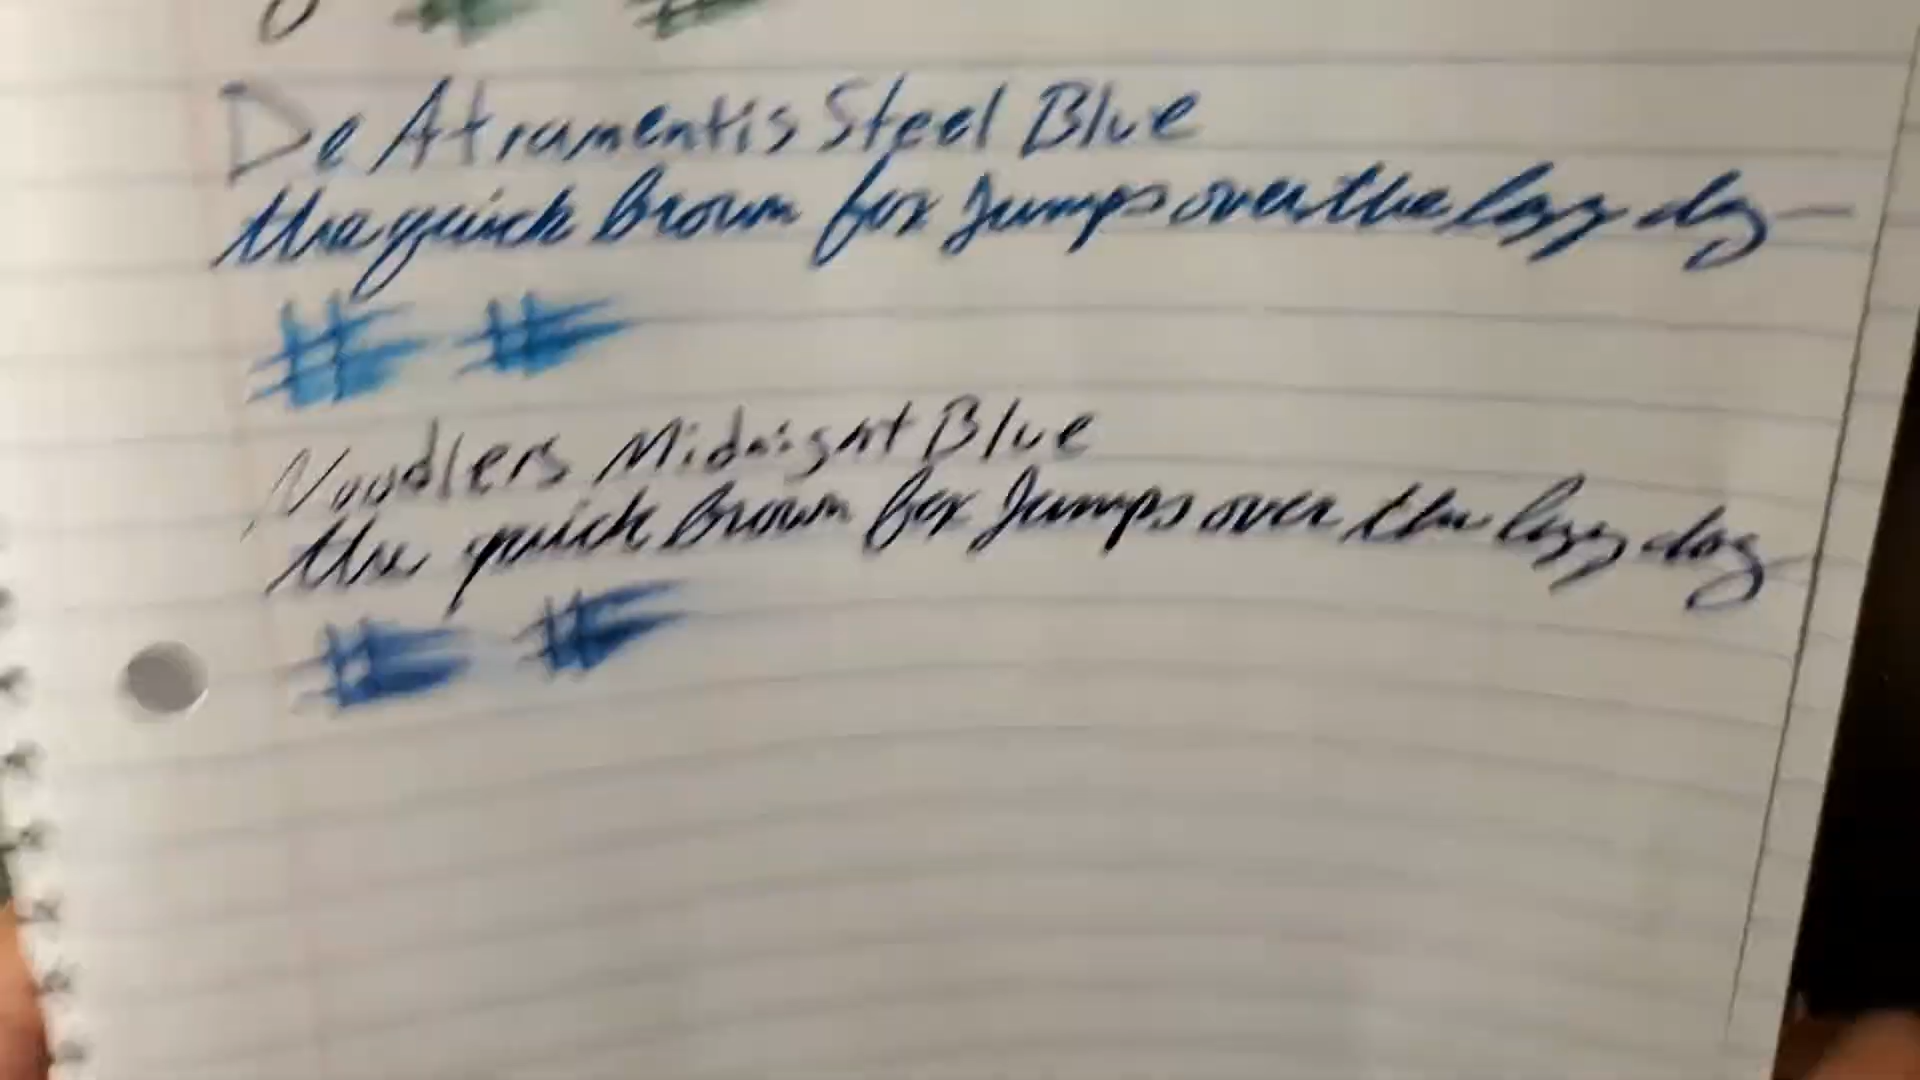 De Atramentis Steel Blue
the quick brown fox jumps over the lazy dog
# #
Noodlers Midnight Blue
the quick brown fox jumps over the lazy dog
# #